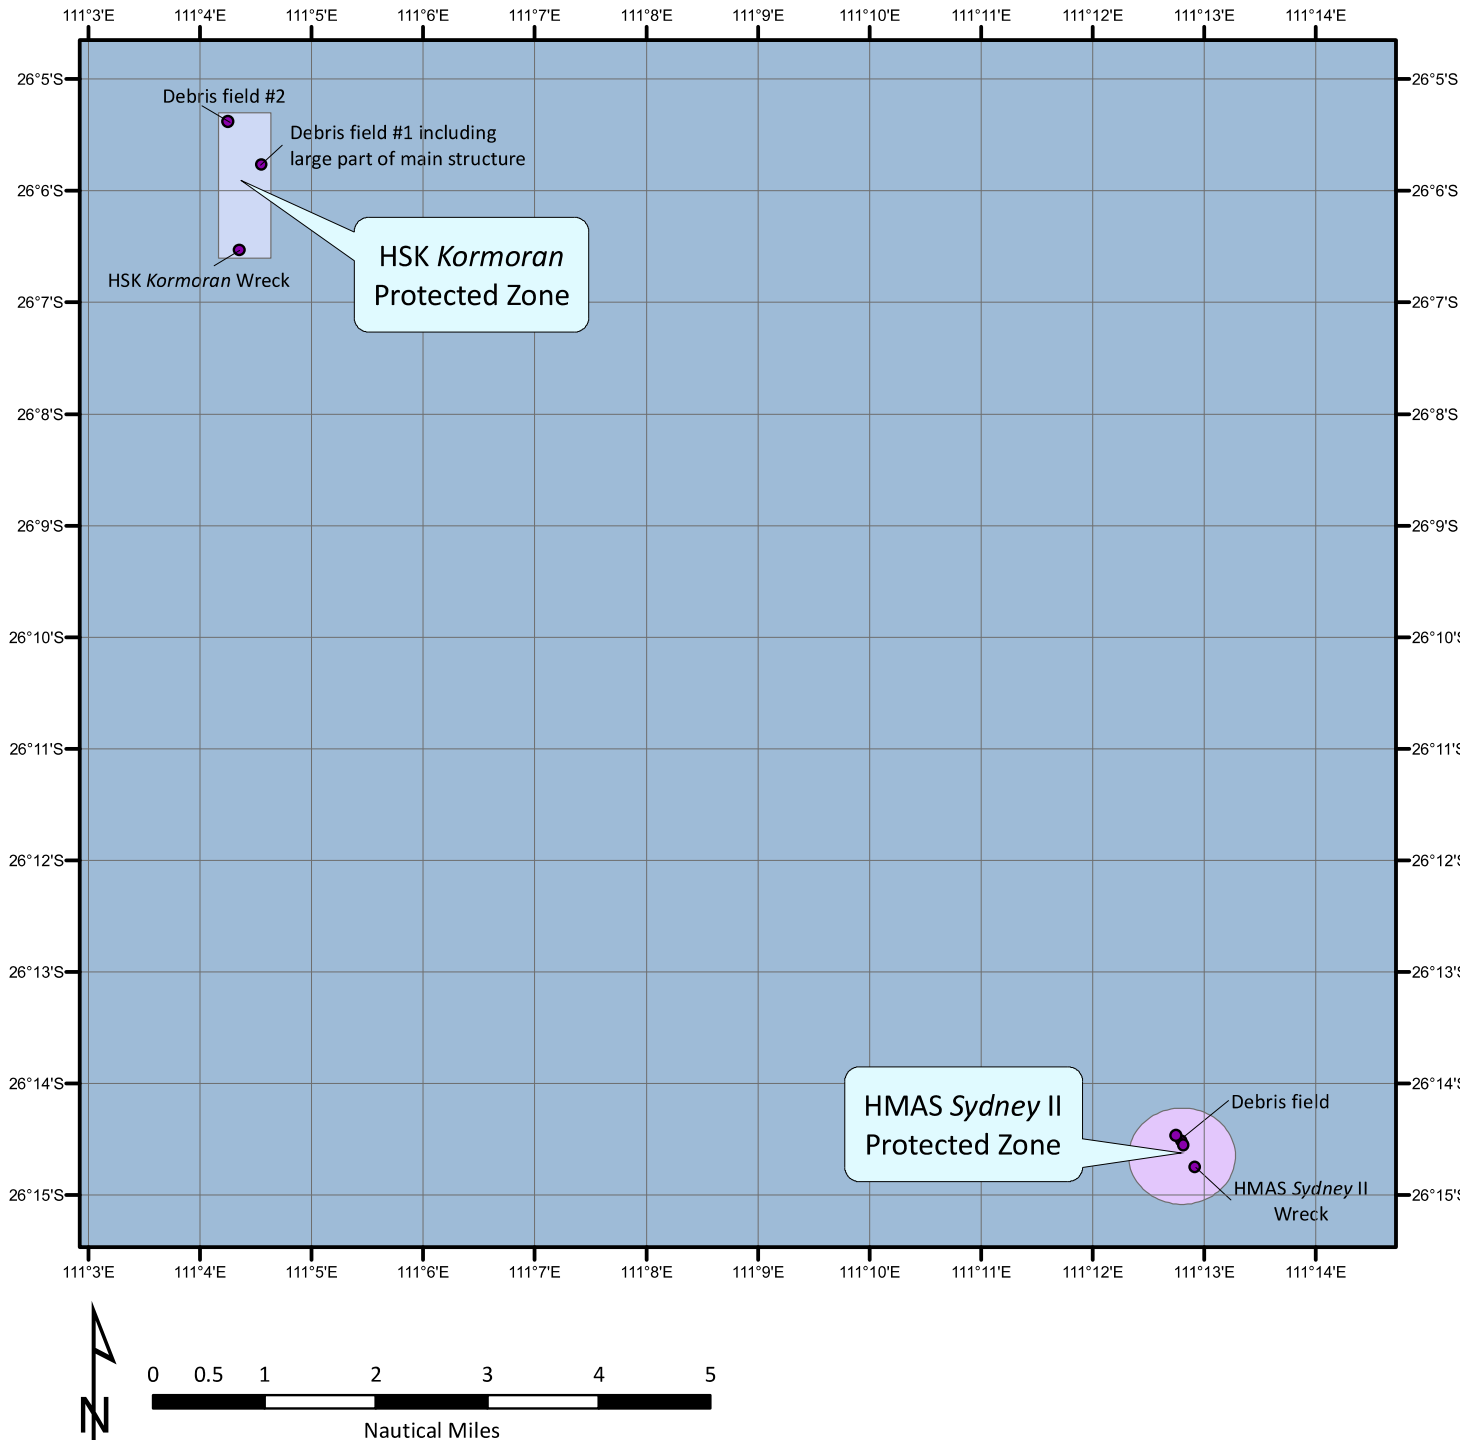 111°3'E 111°4'E 111°5'E 111°6'E 111°7'E 111°8'E 111°9'E 111°10'E 111°11'E 111°12'E 111°13'E 111°14'E
26°5'S 26°5'S
Debris field #2
Debris field #1 including
large part of main structure
26°6'S 26°6'S
HSK Kormoran
Protected Zone
HSK Kormoran Wreck
26°7'S 26°7'S
26°8'S 26°8'S
26°9'S 26°9'S
26°10'S 26°10'S
26°11'S 26°11'S
26°12'S 26°12'S
26°13'S 26°13'S
26°14'S 26°14'S
HMAS Sydney II
Protected Zone
Debris field
HMAS Sydney II
Wreck
26°15'S 26°15'S
111°3'E 111°4'E 111°5'E 111°6'E 111°7'E 111°8'E 111°9'E 111°10'E 111°11'E 111°12'E 111°13'E 111°14'E
0 0.5 1 2 3 4 5
Nautical Miles
N